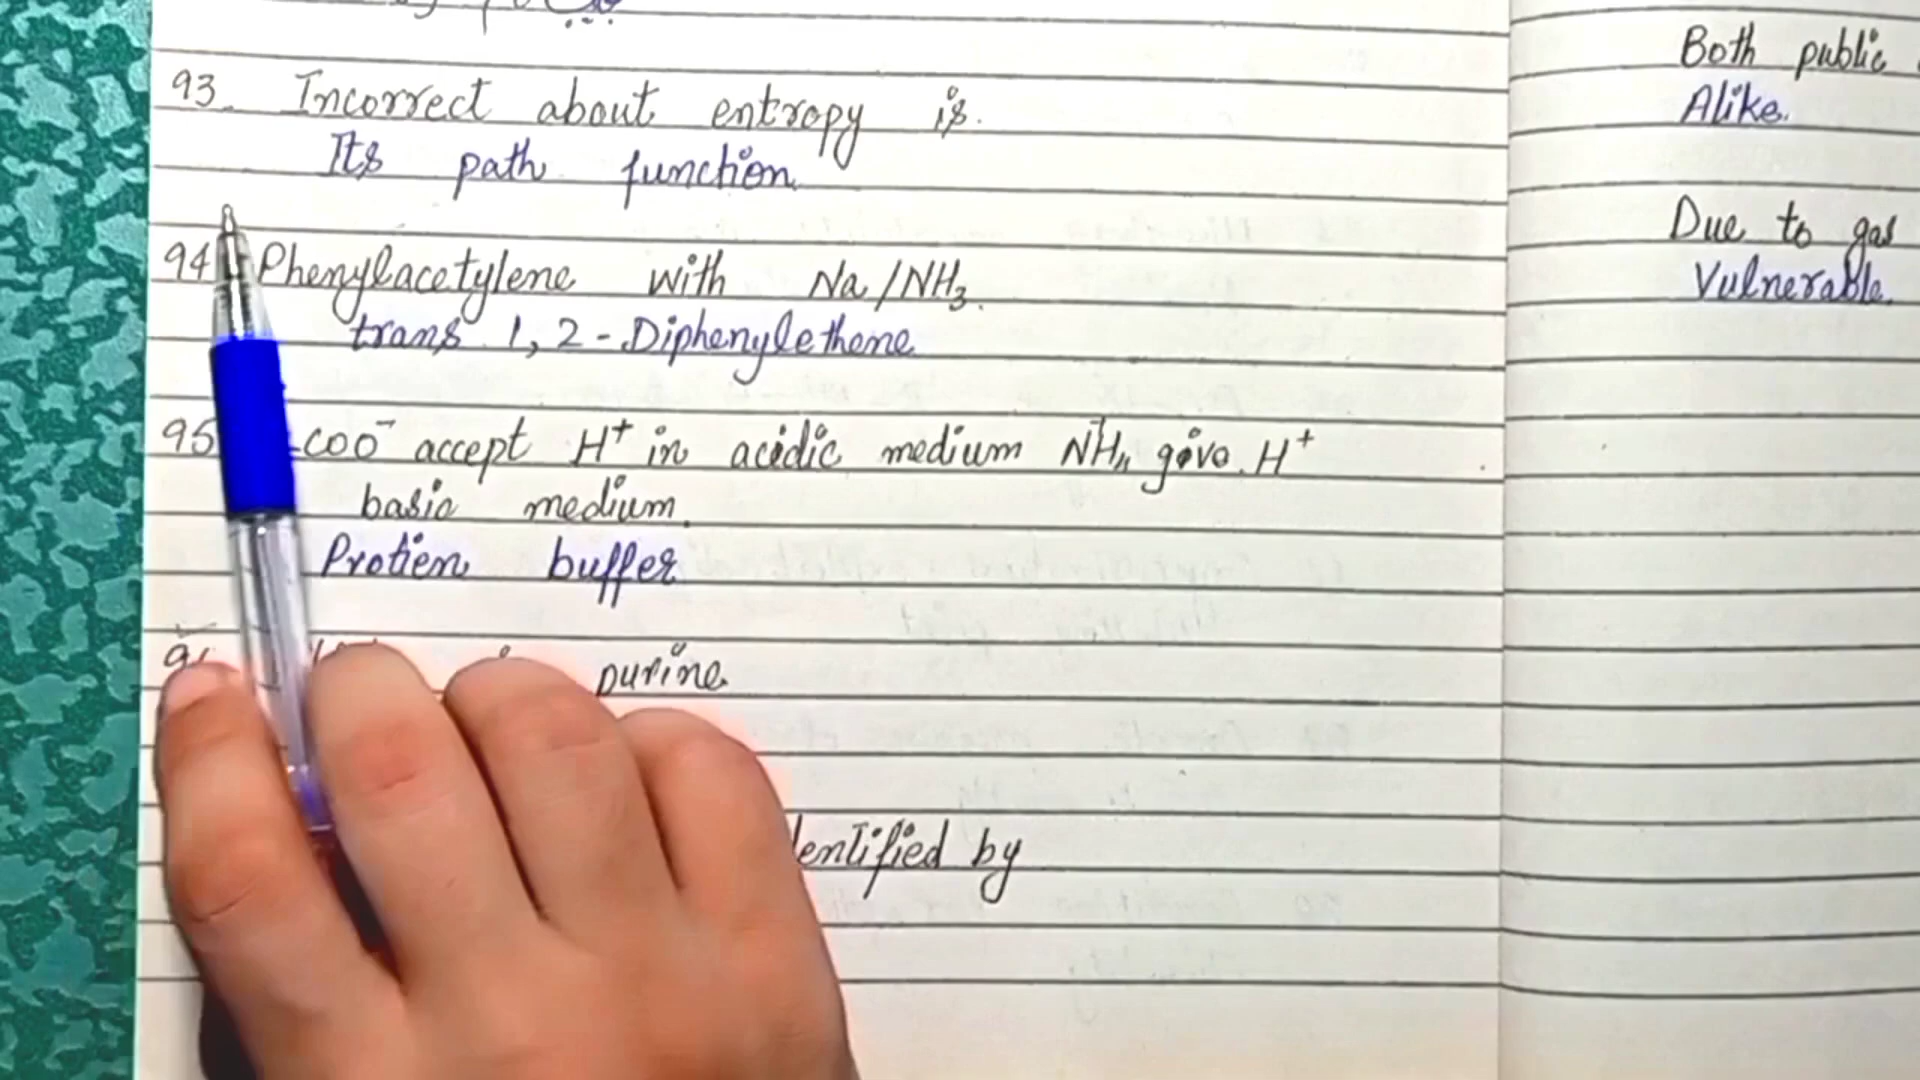 93. Incorrect about entropy is.
Its path function
94 Phenylacetylene with Na/NH3.
trans 1,2-Diphenylethene
95 COO⁻ accept H⁺ in acidic medium NH4 give H⁺
basic medium.
Protien buffer
purine
dentified by
Both public
Alike.
Due to gas
Vulnerable.